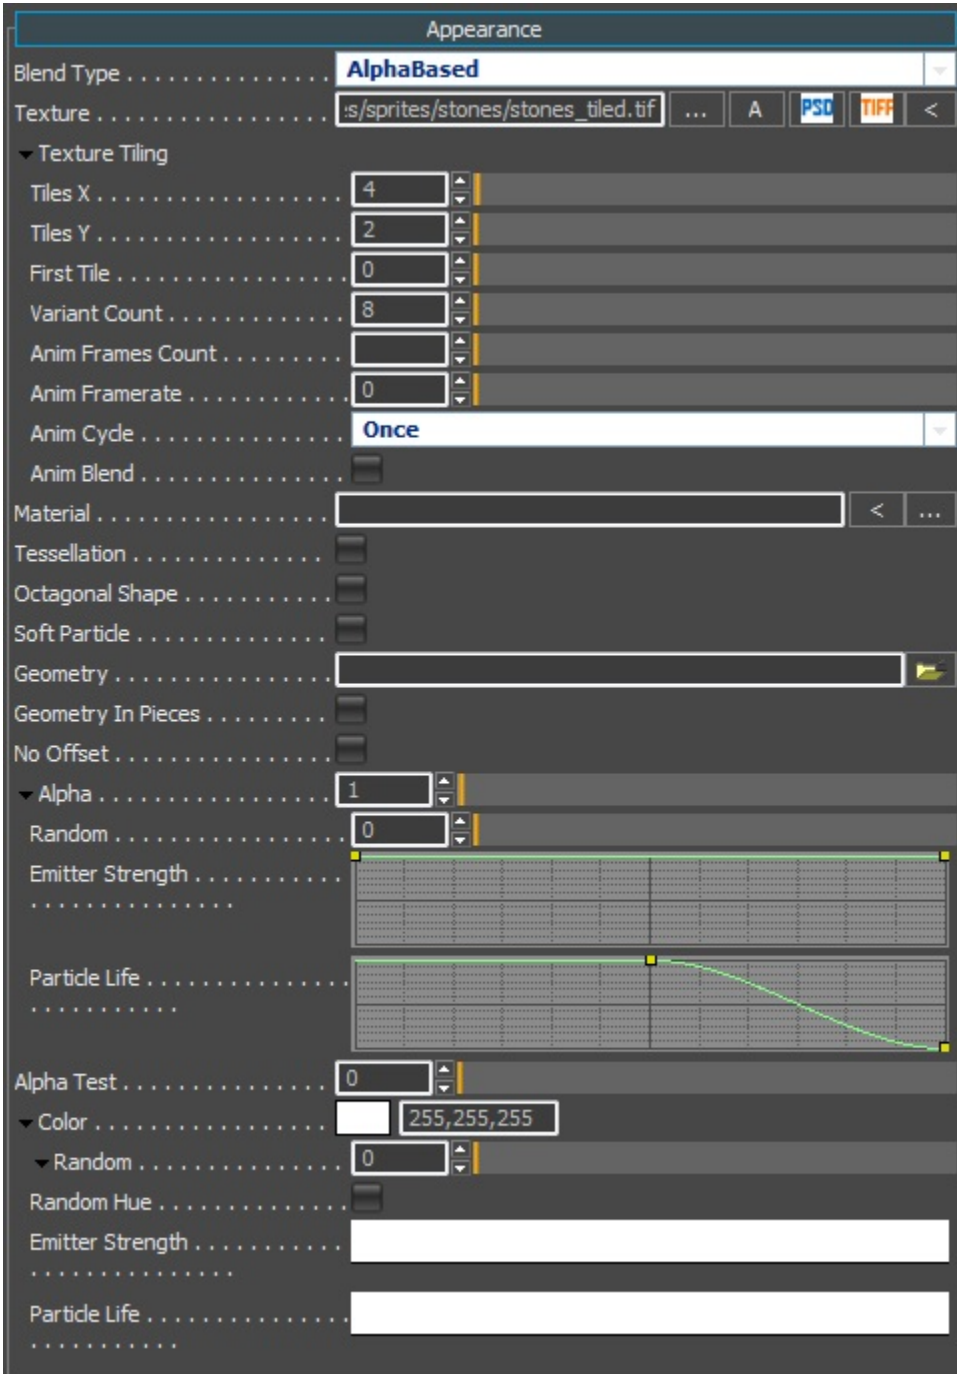 Appearance
Blend Type . . . . . . . . . . . . . . . AlphaBased
Texture . . . . . . . . . . . . . . . . . :s/sprites/stones/stones_tiled.tif ... A PSD TIFF <
Texture Tiling
Tiles X . . . . . . . . . . . . . . . . . . 4
Tiles Y . . . . . . . . . . . . . . . . . . 2
First Tile . . . . . . . . . . . . . . . . . 0
Variant Count . . . . . . . . . . . . . 8
Anim Frames Count . . . . . . . . .
Anim Framerate . . . . . . . . . . . . 0
Anim Cycle . . . . . . . . . . . . . . . Once
Anim Blend . . . . . . . . . . . . . . .
Material . . . . . . . . . . . . . . . . . < ...
Tessellation . . . . . . . . . . . . . .
Octagonal Shape . . . . . . . . . . .
Soft Particle . . . . . . . . . . . . . .
Geometry . . . . . . . . . . . . . . . .
Geometry In Pieces . . . . . . . . .
No Offset . . . . . . . . . . . . . . . .
Alpha . . . . . . . . . . . . . . . . . 1
Random . . . . . . . . . . . . . . . . . 0
Emitter Strength . . . . . . . . . . .
. . . . . . . . . . . . . . .
Particle Life . . . . . . . . . . . . . . .
. . . . . . . . . . .
Alpha Test . . . . . . . . . . . . . . . 0
Color . . . . . . . . . . . . . . . . . 255,255,255
Random . . . . . . . . . . . . . . . 0
Random Hue . . . . . . . . . . . . . .
Emitter Strength . . . . . . . . . . .
. . . . . . . . . . . . . . .
Particle Life . . . . . . . . . . . . . . .
. . . . . . . . . . .